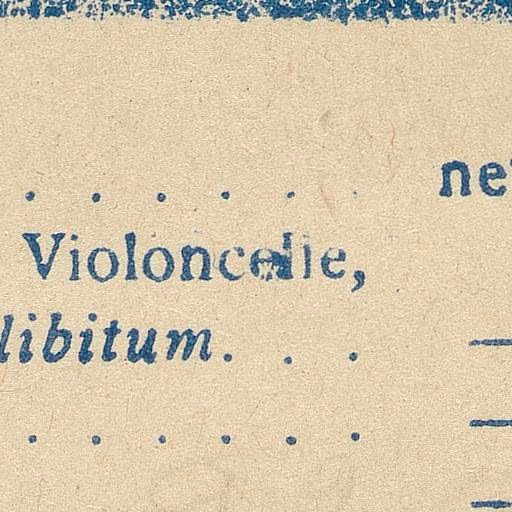 . . . . . . ne
Violoncelle,
libitum. . .
. . . . . .